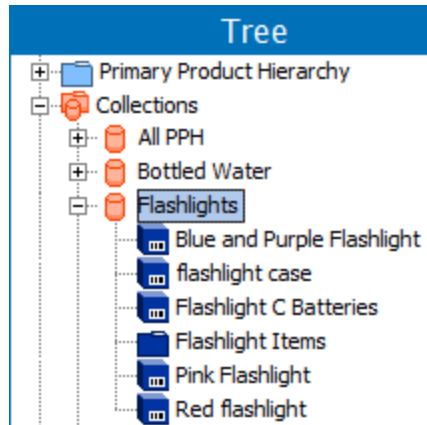 Tree
Primary Product Hierarchy
Collections
All PPH
Bottled Water
Flashlights
Blue and Purple Flashlight
flashlight case
Flashlight C Batteries
Flashlight Items
Pink Flashlight
Red flashlight